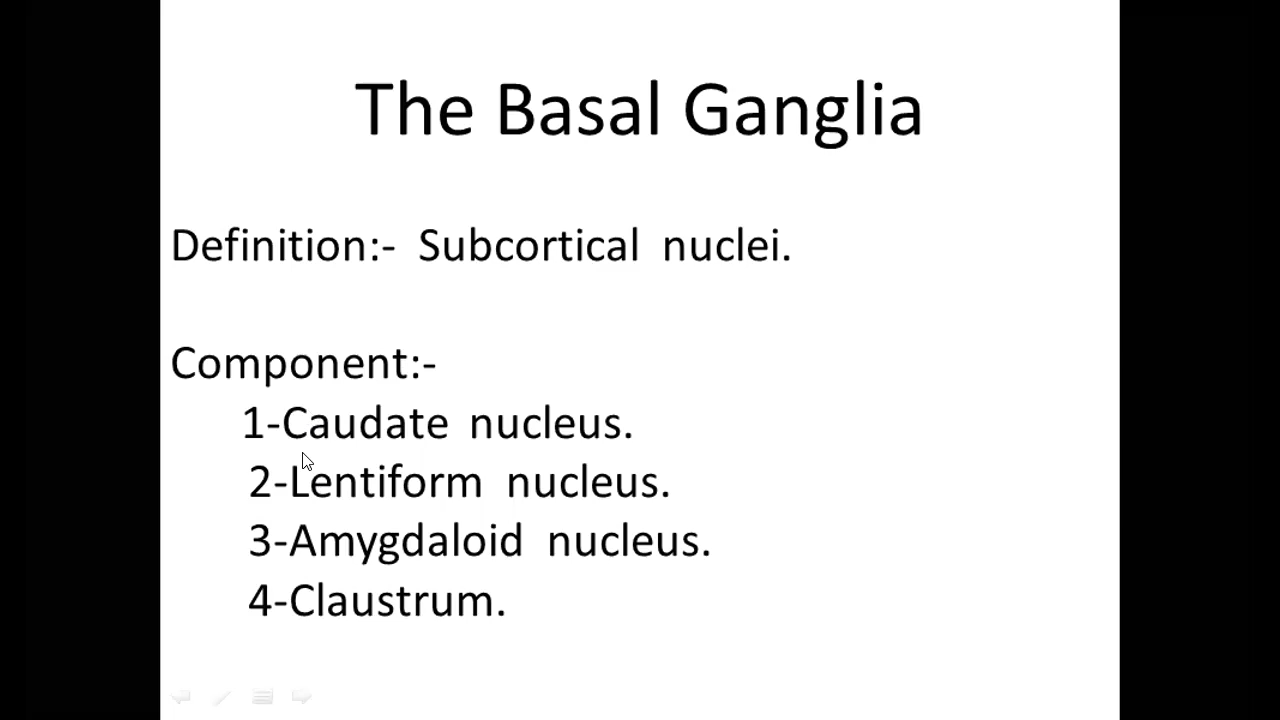 The Basal Ganglia
Definition:- Subcortical nuclei.
Component:-
1-Caudate nucleus.
2-Lentiform nucleus.
3-Amygdaloid nucleus.
4-Claustrum.